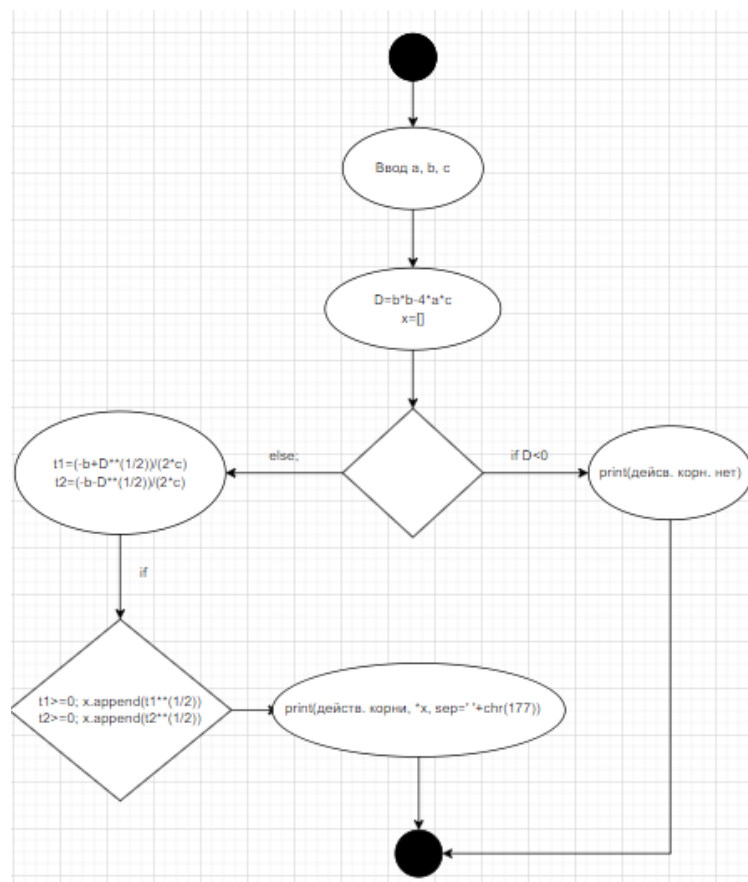 Ввод a, b, c
D=b*b-4*a*c
x=[]
else;
if D<0
t1=(-b+D**(1/2))/(2*c)
t2=(-b-D**(1/2))/(2*c)
print(дейсв. корн. нет)
if
t1>=0; x.append(t1**(1/2))
t2>=0; x.append(t2**(1/2))
print(действ. корни, *x, sep=' '+chr(177))